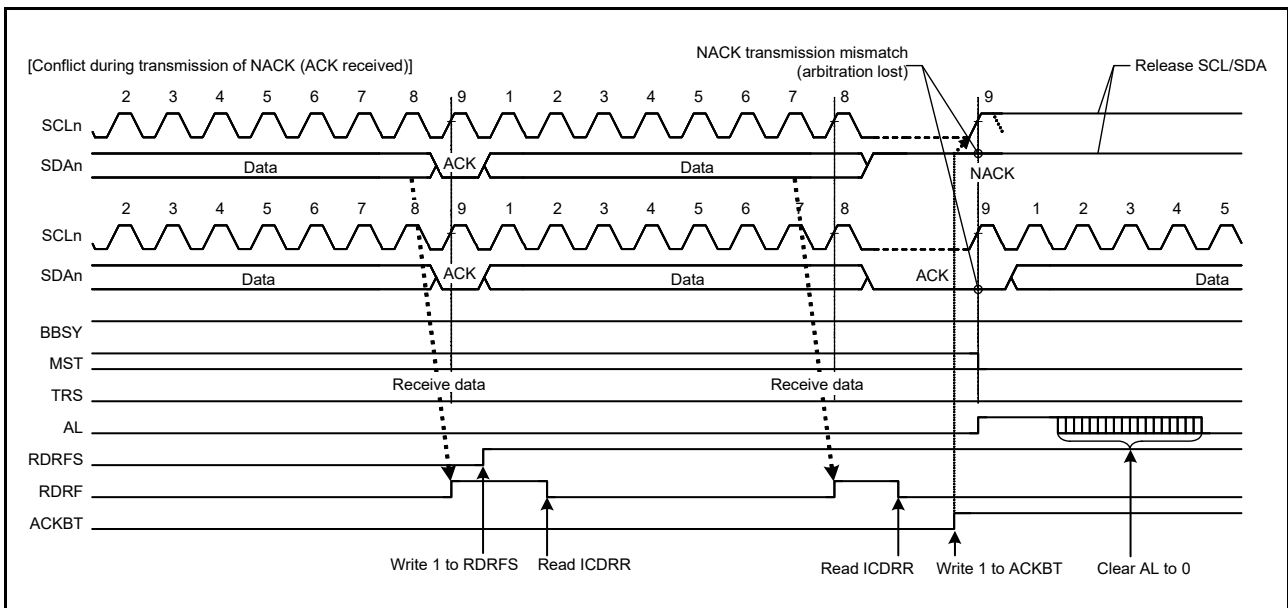 NACK transmission mismatch
(arbitration lost)
Release SCL/SDA
[Conflict during transmission of NACK (ACK received)]
2 3 4 5 6 7 8 9 1 2 3 4 5 6 7 8 9
SCLn
SDAn
Data
ACK
Data
NACK
2 3 4 5 6 7 8 9 1 2 3 4 5 6 7 8 9 1 2 3 4 5
SCLn
SDAn
Data
ACK
Data
ACK
Data
BBSY
MST
Receive data
Receive data
TRS
AL
RDRFS
RDRF
ACKBT
Write 1 to RDRFS
Read ICDRR
Read ICDRR
Write 1 to ACKBT
Clear AL to 0